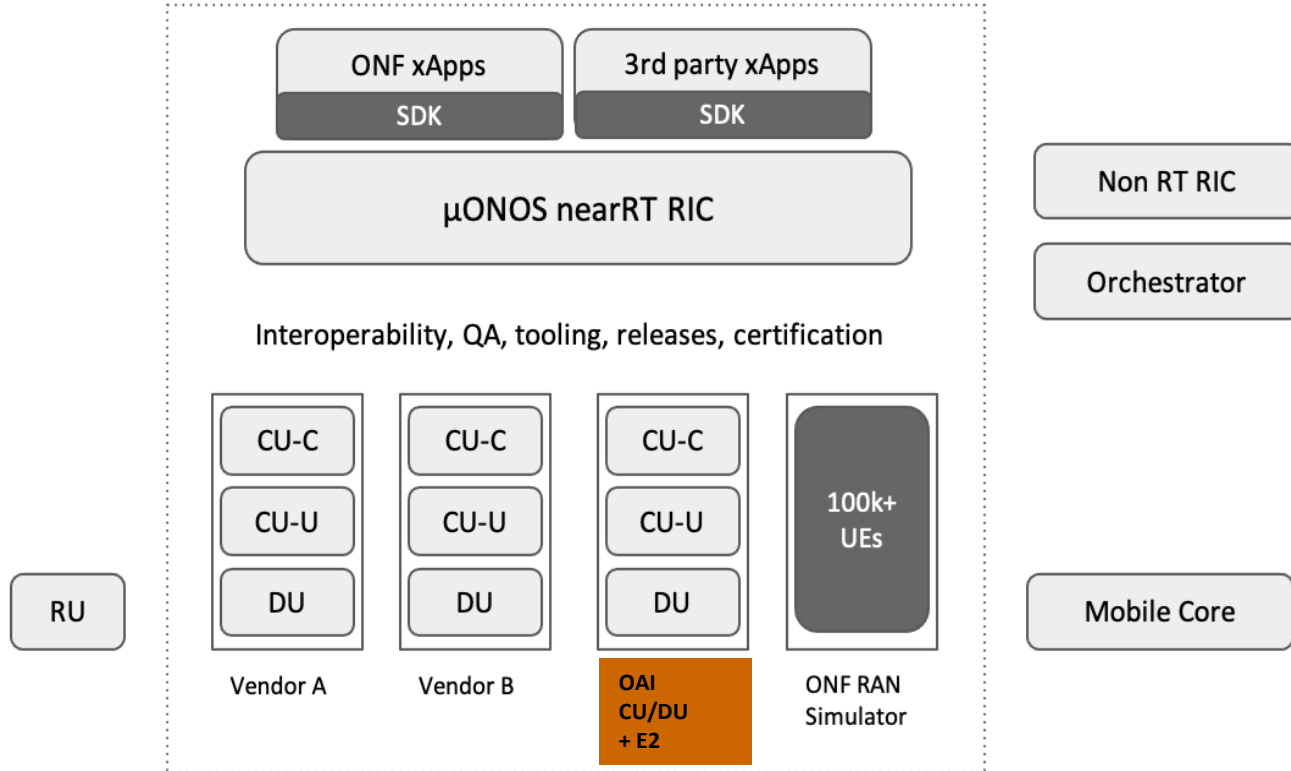 ONF xApps
SDK
3rd party xApps
SDK
µONOS nearRT RIC
Non RT RIC
Orchestrator
Interoperability, QA, tooling, releases, certification
CU-C
CU-U
DU
Vendor A
CU-C
CU-U
DU
Vendor B
CU-C
CU-U
DU
OAI
CU/DU
+ E2
100k+
UEs
ONF RAN
Simulator
RU
Mobile Core